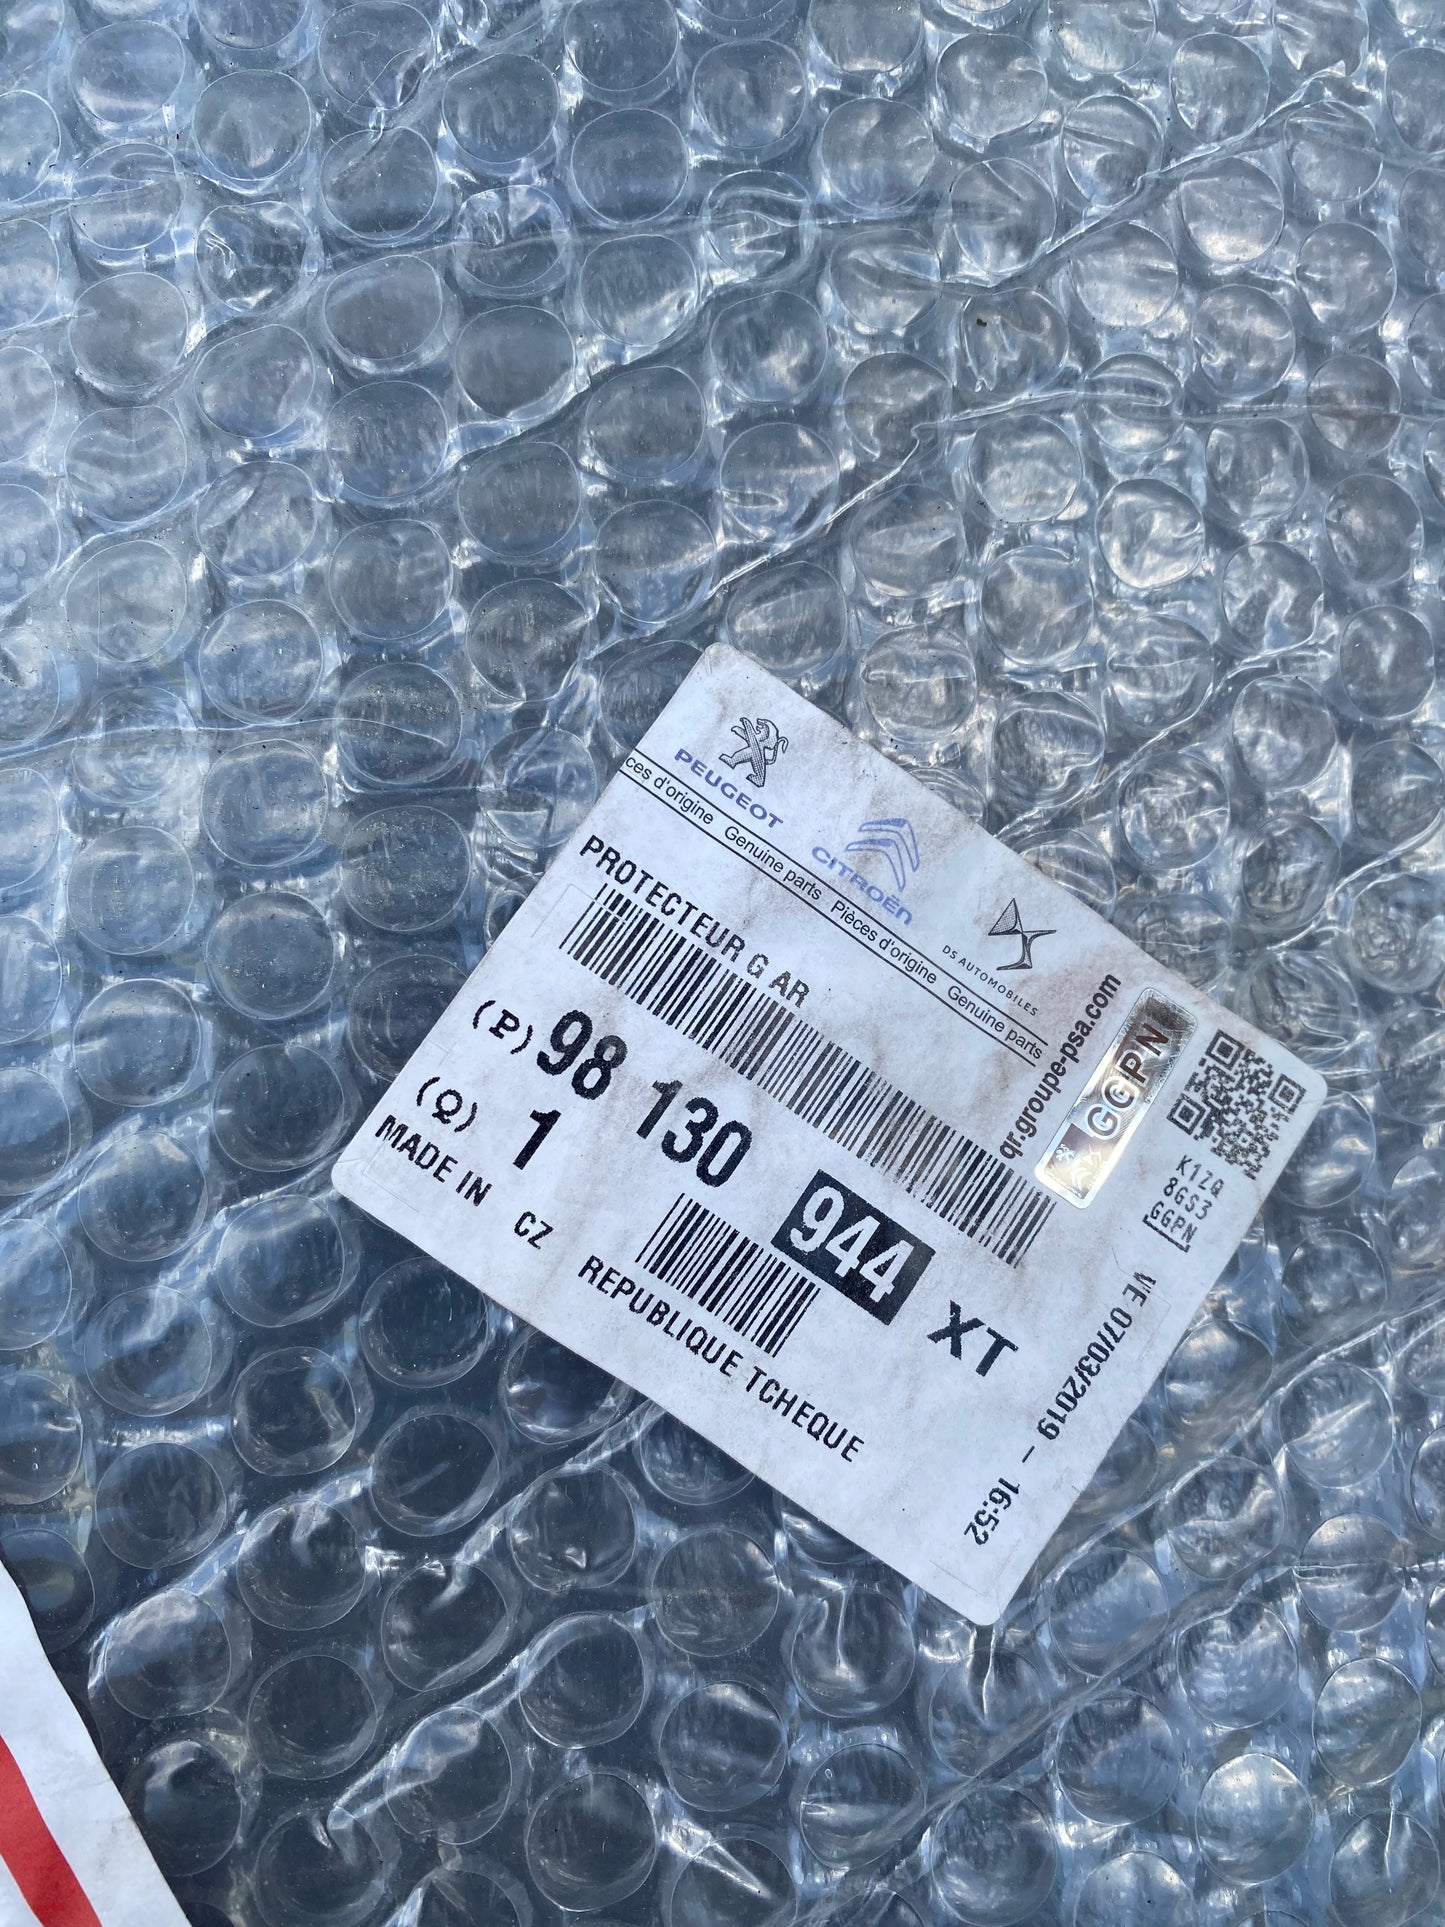 PEUGEOT
CITROËN
DS AUTOMOBILES
ces d'origine Genuine parts Pièces d'origine Genuine parts
PROTECTEUR G AR
(P) 98 130 944 XT
(Q) 1
MADE IN CZ REPUBLIQUE TCHEQUE
qr.groupe-psa.com
GGPN
K1ZQ
8GS3
GGPN
VE 07/03/2019 - 16:52